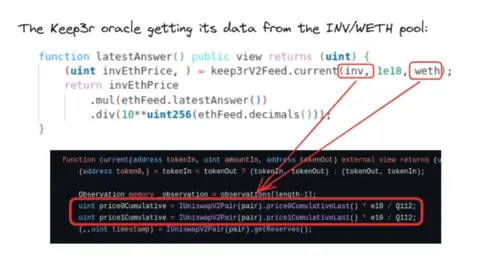 The Keep3r oracle getting its data from the INV/WETH pool:
function latestAnswer() public view returns (uint) {
(uint invEthPrice, ) = keep3rV2Feed.current(inv, 1e18, weth);
return invEthPrice
.mul(ethFeed.latestAnswer())
.div(10**uint256(ethFeed.decimals()));
}
function current(address tokenIn, uint amountIn, address tokenOut) external view returns (u
(address token0,) = tokenIn < tokenOut ? (tokenIn, tokenOut) : (tokenOut, tokenIn);
Observation memory _observation = observations[length-1];
uint price0Cumulative = IUniswapV2Pair(pair).price0CumulativeLast() * e10 / Q112;
uint price1Cumulative = IUniswapV2Pair(pair).price1CumulativeLast() * e10 / Q112;
(,,uint timestamp) = IUniswapV2Pair(pair).getReserves();